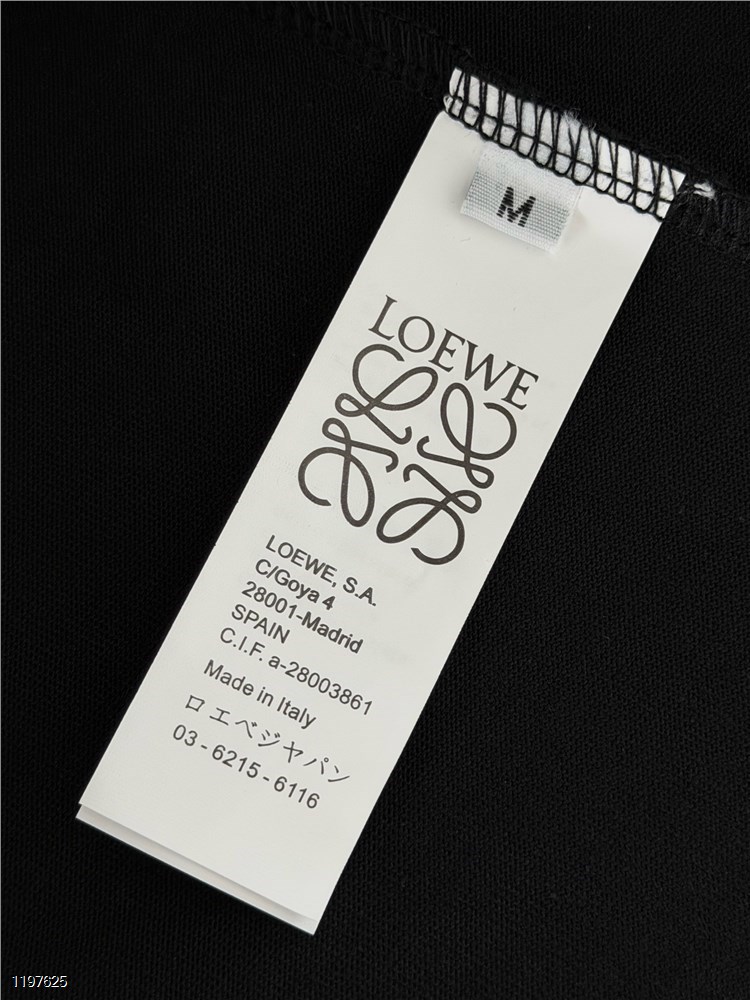 M
LOEWE
LOEWE, S.A.
C/Goya 4
28001-Madrid
SPAIN
C.I.F. a-28003861
Made in Italy
ロエベジヤパン
03 - 6215 - 6116
1197625